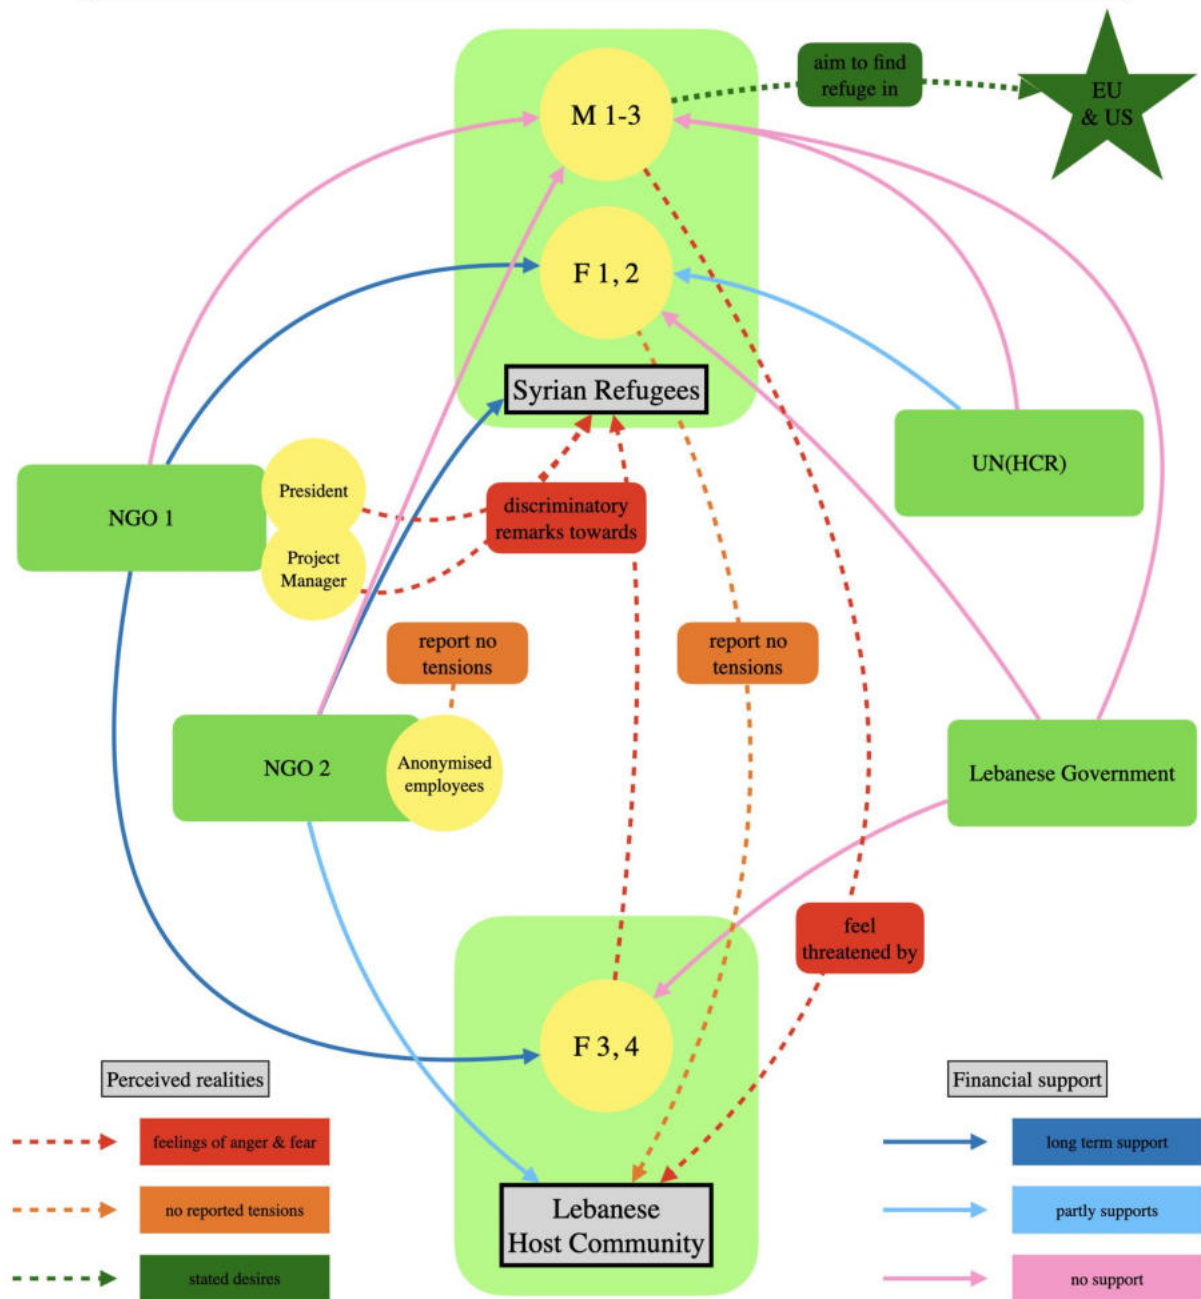 aim to find
refuge in
EU
& US
M 1-3
F 1, 2
Syrian Refugees
UN(HCR)
President
NGO 1
discriminatory
remarks towards
Project
Manager
report no
tensions
report no
tensions
NGO 2
Anonymised
employees
Lebanese Government
feel
threatened by
F 3, 4
Perceived realities
Financial support
feelings of anger & fear
long term support
no reported tensions
partly supports
Lebanese
Host Community
stated desires
no support